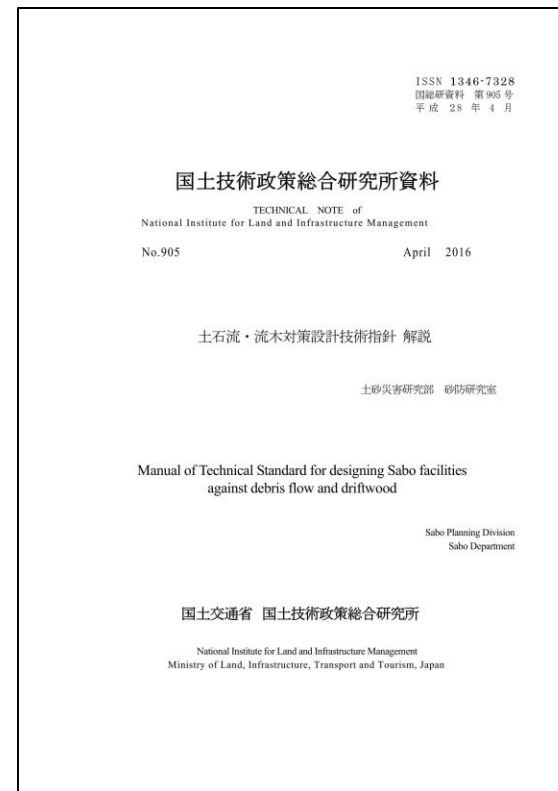 ISSN 1346-7328
国総研資料 第905号
平成 28 年 4 月
国土技術政策総合研究所資料
TECHNICAL NOTE of
National Institute for Land and Infrastructure Management
No.905 April 2016
土石流・流木対策設計技術指針 解説
土砂災害研究部 砂防研究室
Manual of Technical Standard for designing Sabo facilities
against debris flow and driftwood
Sabo Planning Division
Sabo Department
国土交通省 国土技術政策総合研究所
National Institute for Land and Infrastructure Management
Ministry of Land, Infrastructure, Transport and Tourism, Japan